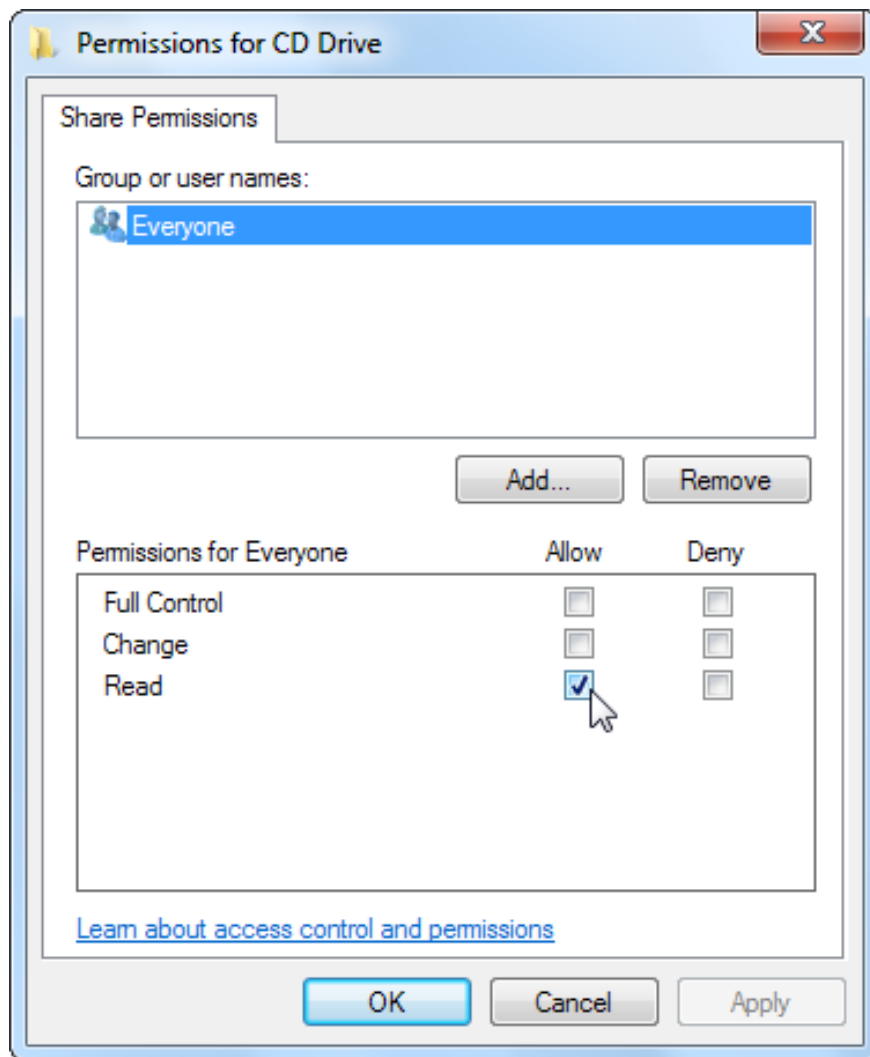 Permissions for CD Drive
Share Permissions
Group or user names:
Everyone
Add... Remove
Permissions for Everyone Allow Deny
Full Control
Change
Read
Learn about access control and permissions
OK Cancel Apply